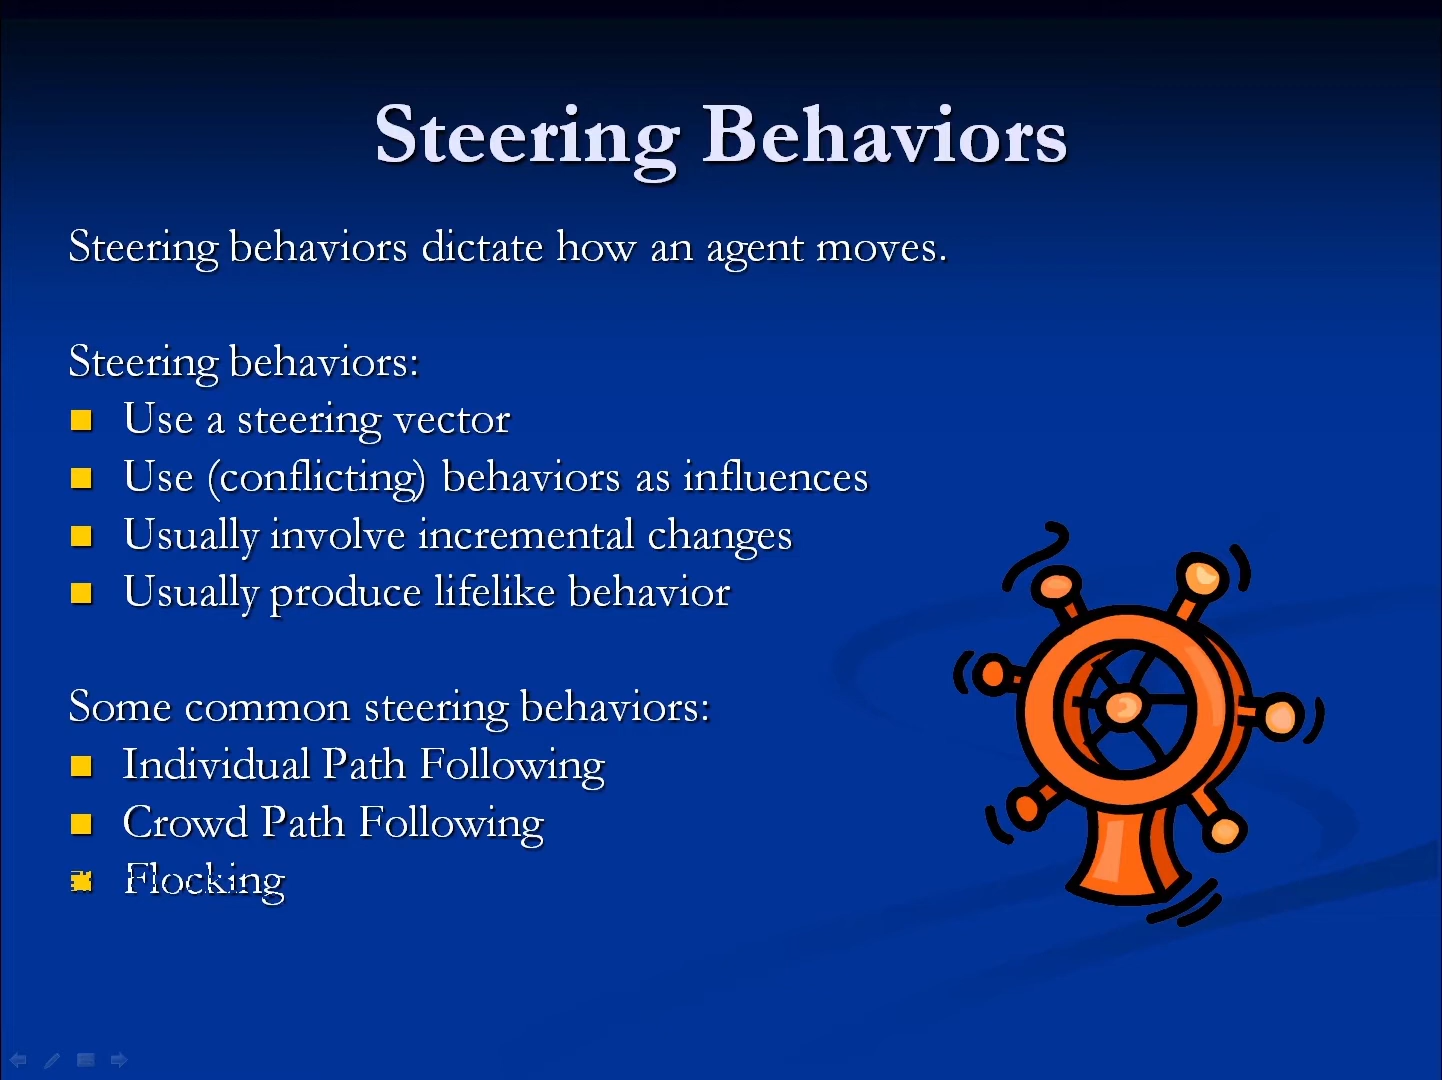 Steering Behaviors
Steering behaviors dictate how an agent moves.
Steering behaviors:
Use a steering vector
Use (conflicting) behaviors as influences
Usually involve incremental changes
Usually produce lifelike behavior
Some common steering behaviors:
Individual Path Following
Crowd Path Following
Flocking